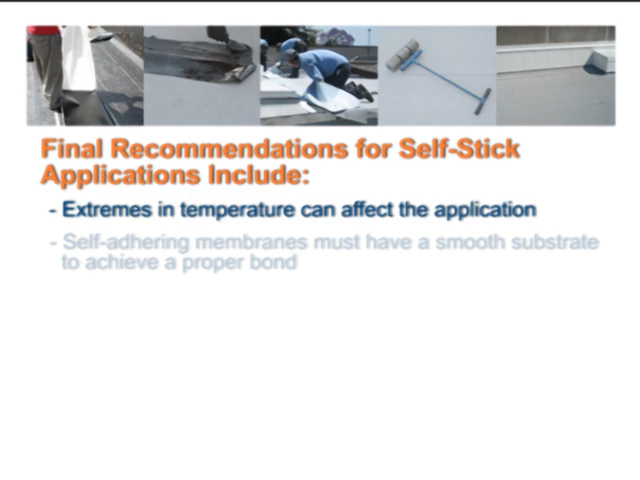 Final Recommendations for Self-Stick
Applications Include:
- Extremes in temperature can affect the application
- Self-adhering membranes must have a smooth substrate
to achieve a proper bond